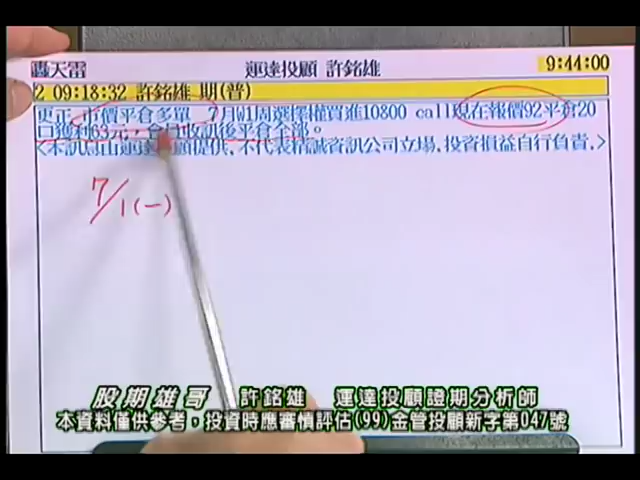 轟天雷 運達投顧 許銘雄 9:44:00
2 09:18:32 許銘雄 期(普)
更正 市價平倉多單 7月W1周選擇權買進10800 call現在報價92平倉20
口獲利63元，會員收訊後平倉全部。
<本訊息由運達投顧提供,不代表精誠資訊公司立場,投資損益自行負責,>
7/1(一)
股期雄哥 許銘雄 運達投顧證期分析師
本資料僅供參考，投資時應審慎評估(99)金管投顧新字第047號